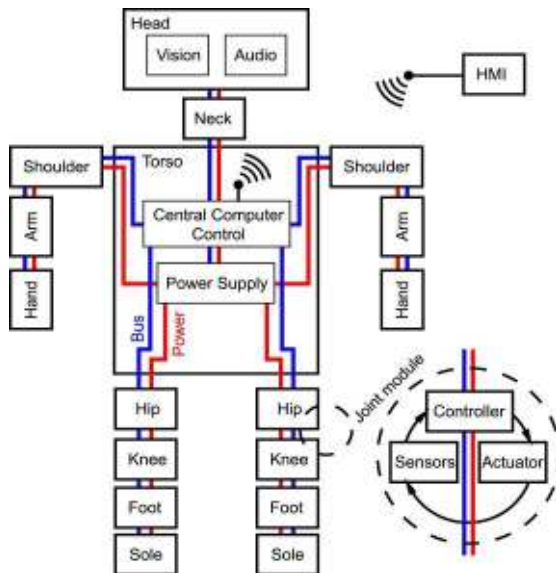 Head
Vision
Audio
HMI
Neck
Shoulder
Torso
Shoulder
Central Computer
Control
Arm
Arm
Power Supply
Hand
Hand
Bus
Power
Joint module
Hip
Hip
Controller
Knee
Knee
Sensors
Actuator
Foot
Foot
Sole
Sole